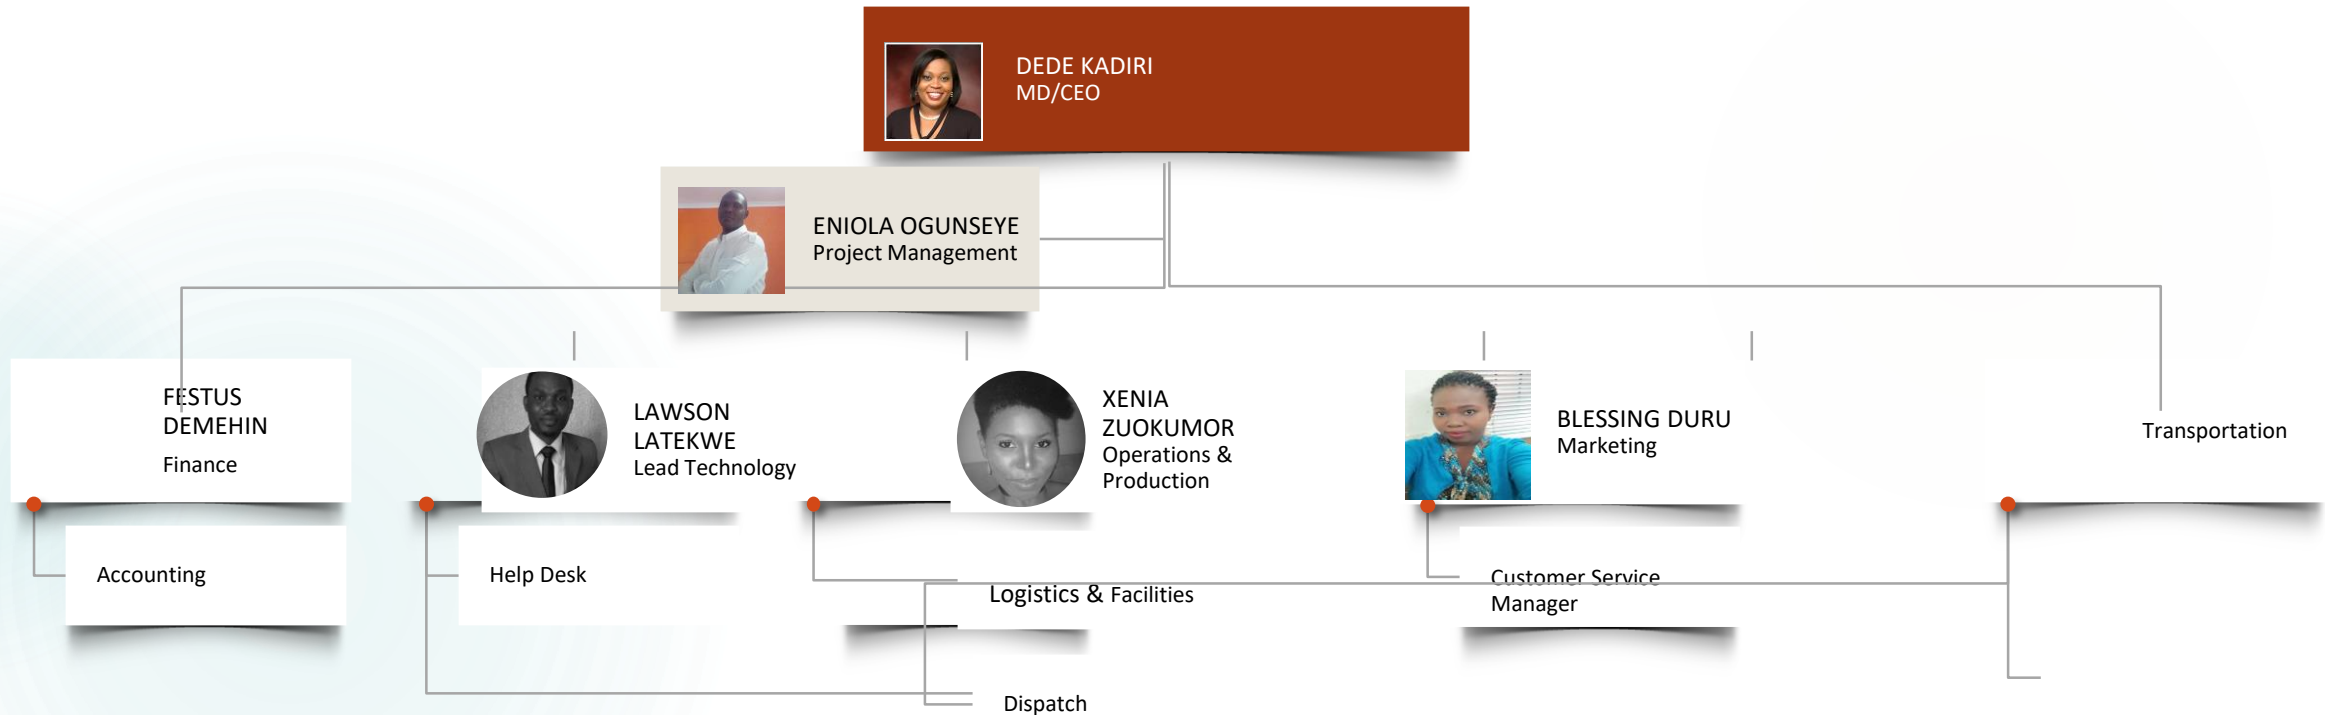 DEDE KADIRI
MD/CEO
ENIOLA OGUNSEYE
Project Management
FESTUS
DEMEHIN
Finance
LAWSON
LATEKWE
Lead Technology
XENIA
ZUOKUMOR
Operations &
Production
BLESSING DURU
Marketing
Transportation
Accounting
Help Desk
Logistics & Facilities
Customer Service
Manager
Dispatch